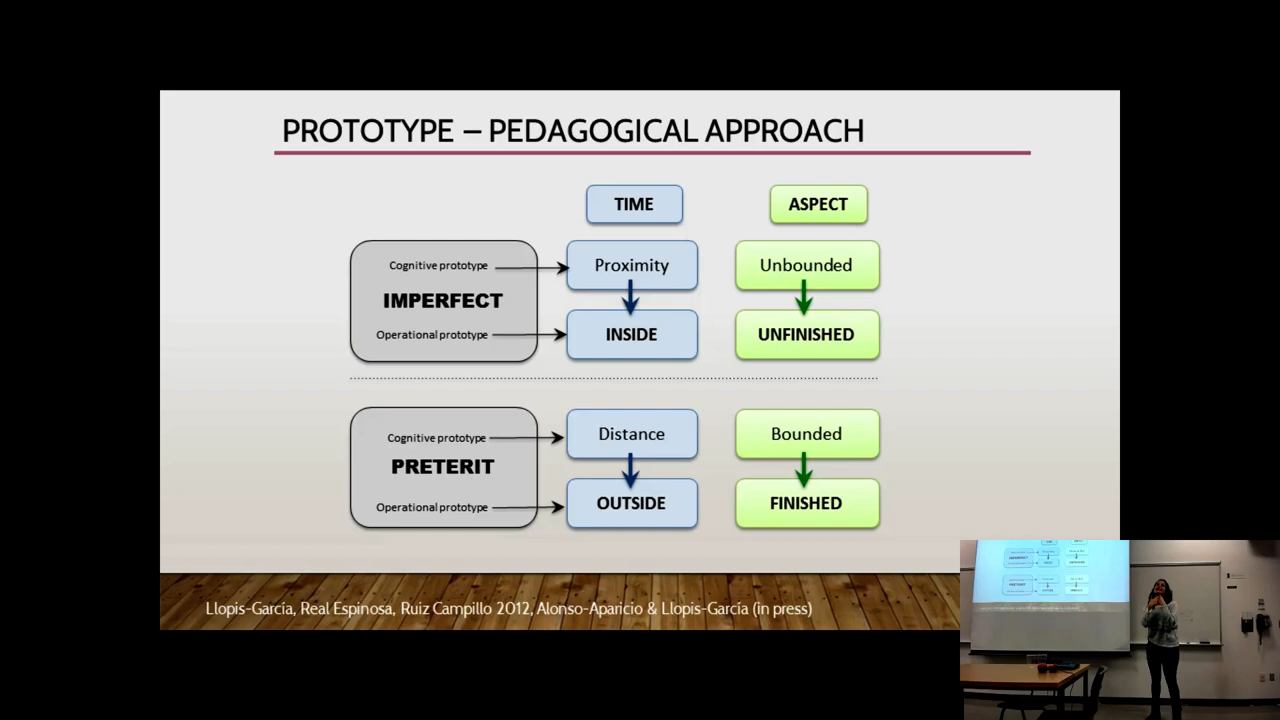 PROTOTYPE – PEDAGOGICAL APPROACH
TIME
ASPECT
Cognitive prototype
IMPERFECT
Operational prototype
Proximity
Unbounded
INSIDE
UNFINISHED
Cognitive prototype
PRETERIT
Operational prototype
Distance
Bounded
OUTSIDE
FINISHED
Llopis-García, Real Espinosa, Ruiz Campillo 2012, Alonso-Aparicio & Llopis-García (in press)